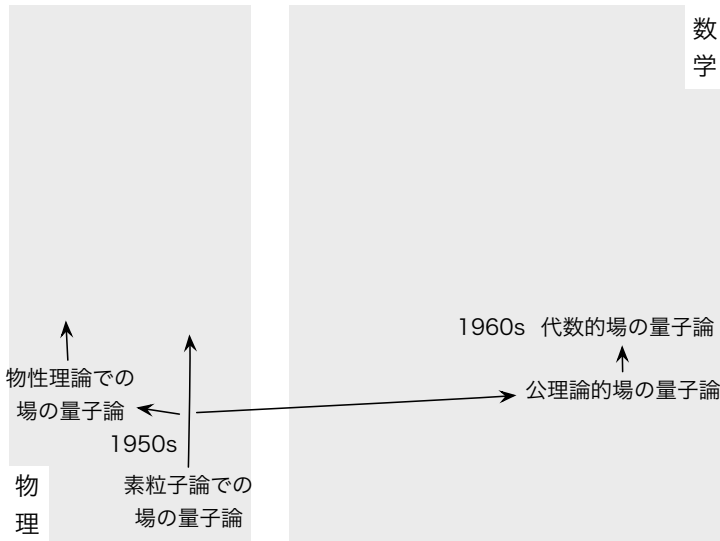 数
学
1960s 代数的場の量子論
物性理論での
場の量子論
公理論的場の量子論
1950s
素粒子論での
場の量子論
物
理